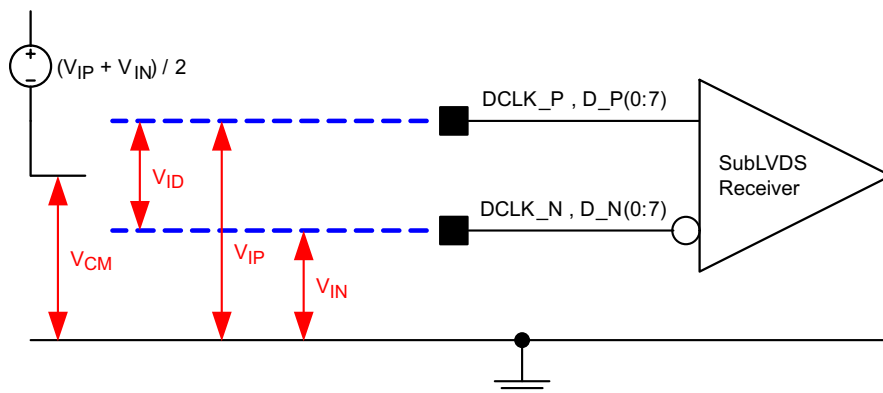 +
–
(VIP + VIN) / 2
DCLK_P , D_P(0:7)
SubLVDS
Receiver
VID
DCLK_N , D_N(0:7)
VCM
VIP
VIN